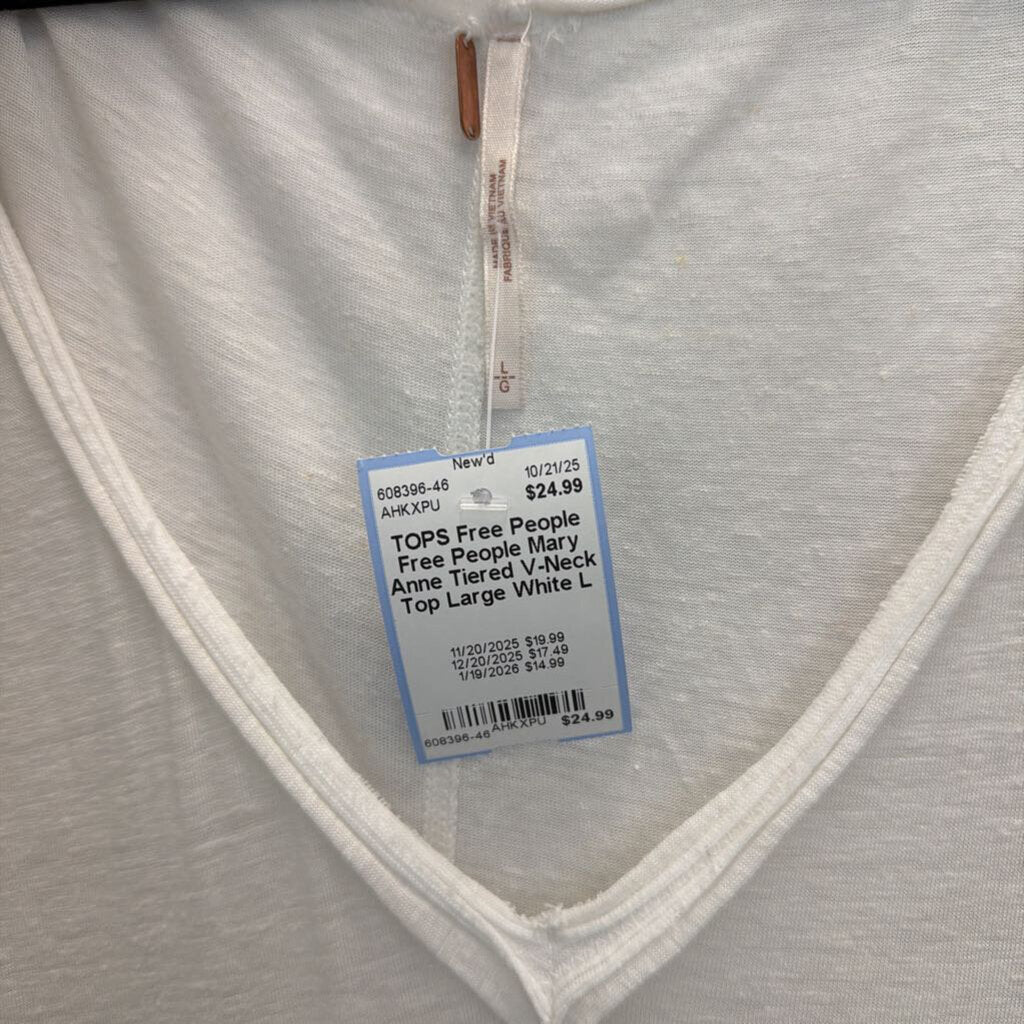 MADE IN VIETNAM
FABRIQUÉ AU VIETNAM
L
G
New'd
608396-46
10/21/25
AHKXPU
$24.99
TOPS Free People
Free People Mary
Anne Tiered V-Neck
Top Large White L
11/20/2025 $19.99
12/20/2025 $17.49
1/19/2026 $14.99
608396-46 AHKXPU $24.99